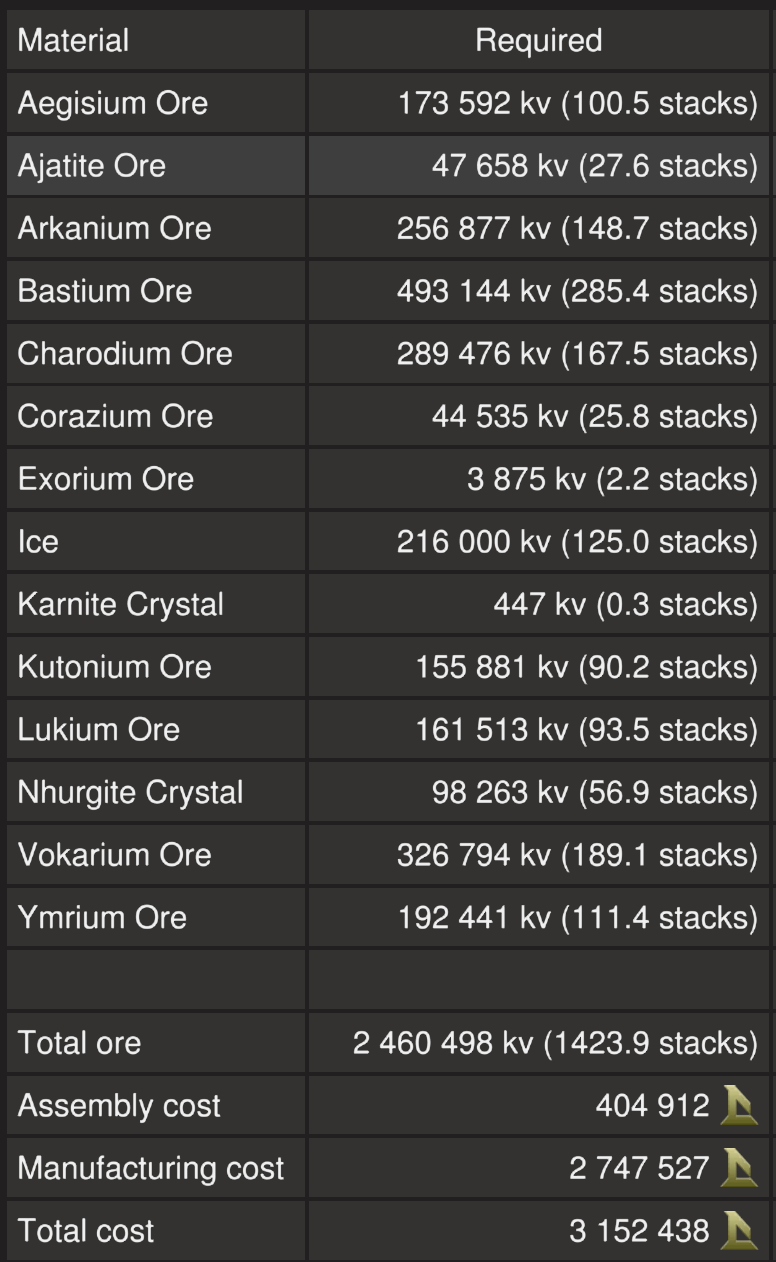 Material Required
Aegisium Ore 173 592 kv (100.5 stacks)
Ajatite Ore 47 658 kv (27.6 stacks)
Arkanium Ore 256 877 kv (148.7 stacks)
Bastium Ore 493 144 kv (285.4 stacks)
Charodium Ore 289 476 kv (167.5 stacks)
Corazium Ore 44 535 kv (25.8 stacks)
Exorium Ore 3 875 kv (2.2 stacks)
Ice 216 000 kv (125.0 stacks)
Karnite Crystal 447 kv (0.3 stacks)
Kutonium Ore 155 881 kv (90.2 stacks)
Lukium Ore 161 513 kv (93.5 stacks)
Nhurgite Crystal 98 263 kv (56.9 stacks)
Vokarium Ore 326 794 kv (189.1 stacks)
Ymrium Ore 192 441 kv (111.4 stacks)
Total ore 2 460 498 kv (1423.9 stacks)
Assembly cost 404 912
Manufacturing cost 2 747 527
Total cost 3 152 438